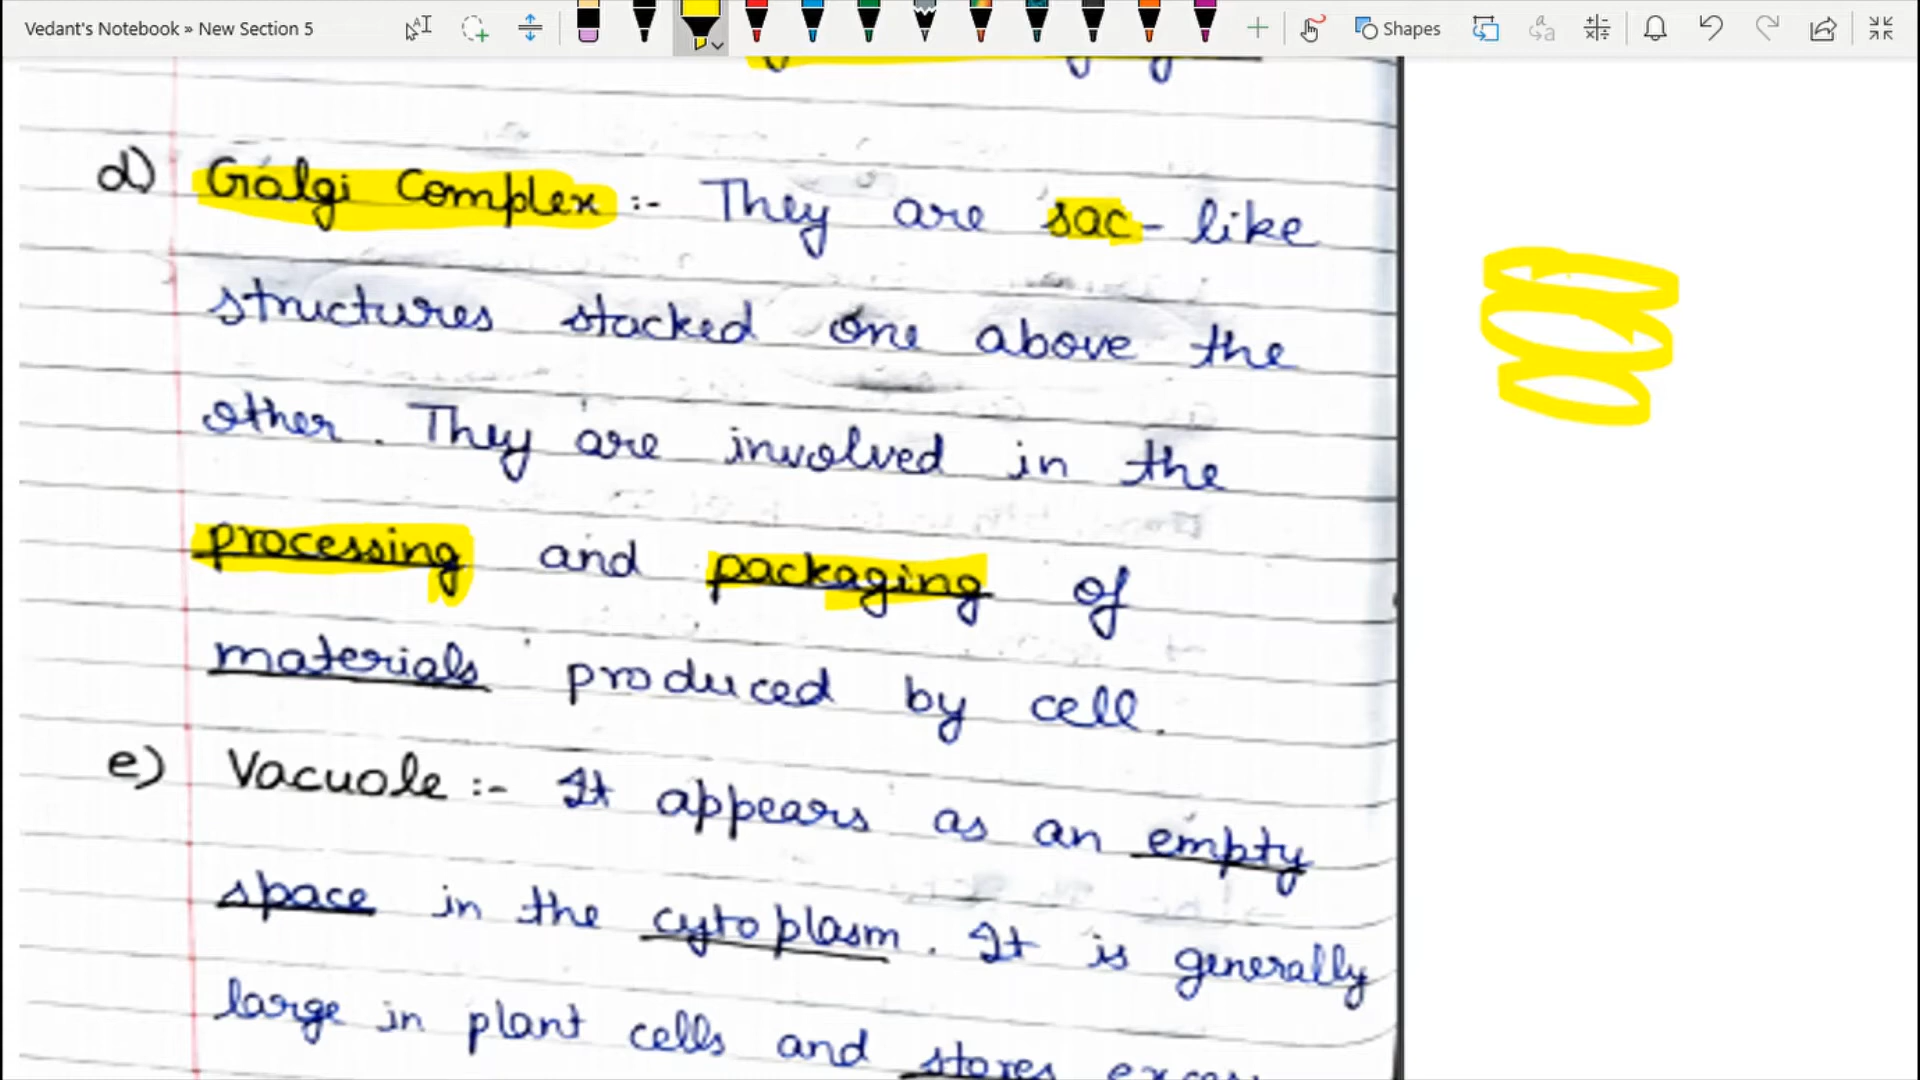 Vedant's Notebook » New Section 5
Shapes
d) Golgi Complex :- They are sac-like
structures stacked one above the
other. They are involved in the
processing and packaging of
materials produced by cell.
e) Vacuole :- It appears as an empty
space in the cytoplasm. It is generally
large in plant cells and stores